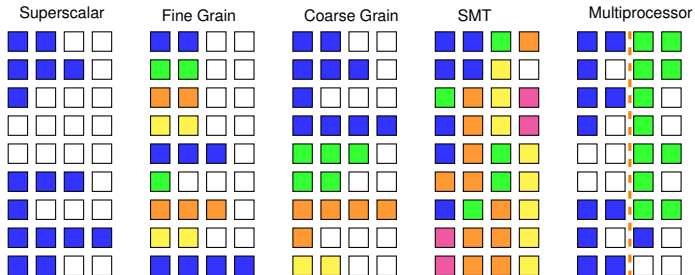 Superscalar
Fine Grain
Coarse Grain
SMT
Multiprocessor